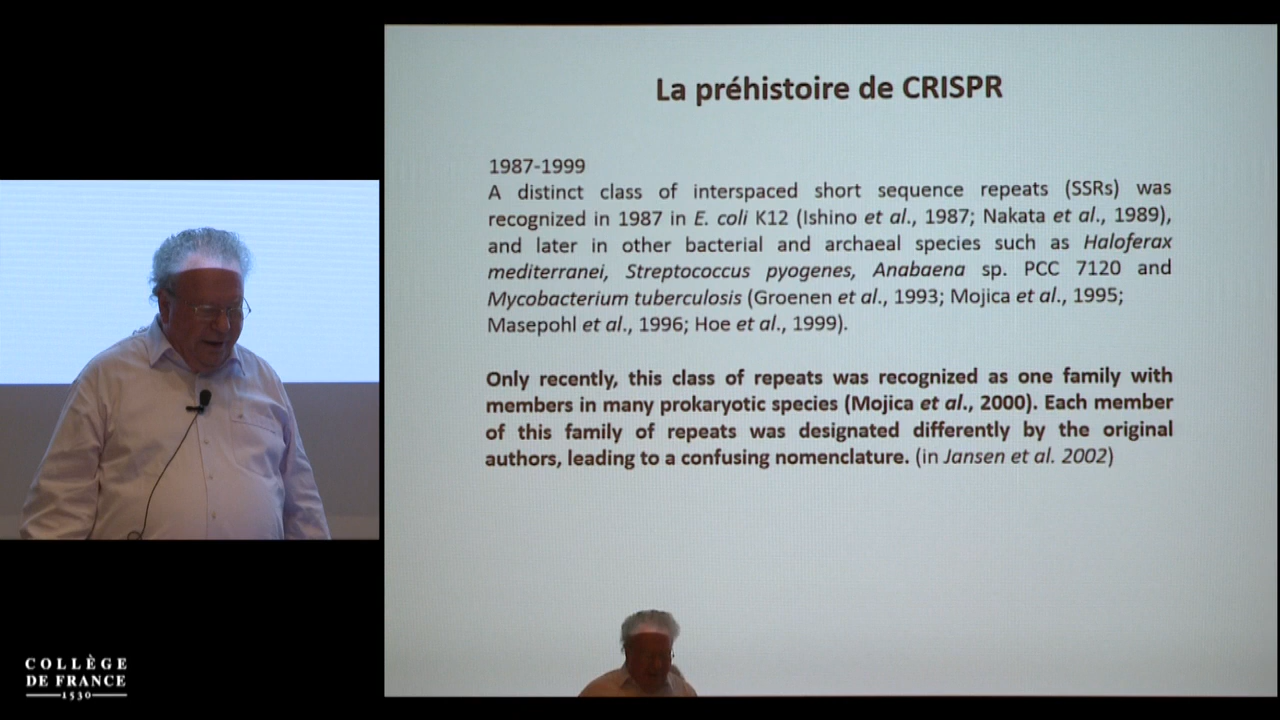 La préhistoire de CRISPR
1987-1999
A distinct class of interspaced short sequence repeats (SSRs) was
recognized in 1987 in E. coli K12 (Ishino et al., 1987; Nakata et al., 1989),
and later in other bacterial and archaeal species such as Haloferax
mediterranei, Streptococcus pyogenes, Anabaena sp. PCC 7120 and
Mycobacterium tuberculosis (Groenen et al., 1993; Mojica et al., 1995;
Masepohl et al., 1996; Hoe et al., 1999).
Only recently, this class of repeats was recognized as one family with
members in many prokaryotic species (Mojica et al., 2000). Each member
of this family of repeats was designated differently by the original
authors, leading to a confusing nomenclature. (in Jansen et al. 2002)
COLLÈGE
DE FRANCE
1530